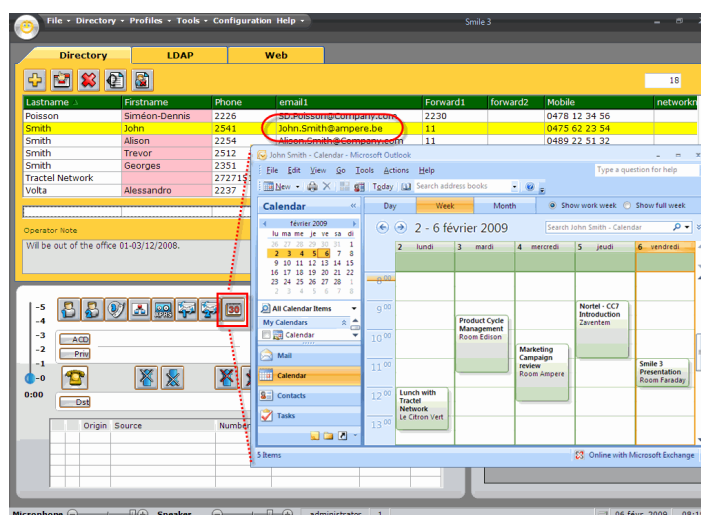 File - Directory - Profiles - Tools - Configuration Help -
Smile 3
Directory LDAP Web
18
Lastname Firstname Phone email1 Forward1 forward2 Mobile
Poisson Siméon-Dennis 2226 SD.Poisson@Company.com 2230 0478 12 34 56
Smith John 2541 John.Smith@ampere.be 11 0475 62 23 54
Smith Alison 2254 Alison.Smith@Company.com 11 0489 22 51 32
Smith Trevor 2512
Smith Georges 2351
Tractel Network
Volta Alessandro 2237
Operator Note
Will be out of the office 01-03/12/2008.
John Smith - Calendar - Microsoft Outlook
File Edit View Go Tools Actions Help
Type a question for help
New Today Search address books
Calendar «
Day Week Month Show work week Show full week
février 2009
lu ma me je ve sa di
26 27 28 29 30 31 1
2 3 4 5 6 7 8
9 10 11 12 13 14 15
16 17 18 19 20 21 22
23 24 25 26 27 28 1
2 3 4 5 6 7 8
2 - 6 février 2009
Search John Smith - Calendar
2 lundi 3 mardi 4 mercredi 5 jeudi 6 vendredi
8 00
9 00
10 00
11 00
12 00
13 00
All Calendar Items
My Calendars
Calendar
Mail
Calendar
Contacts
Tasks
Product Cycle
Management
Room Edison
Nortel - CC7
Introduction
Zaventem
Marketing
Campaign
review
Room Ampere
Smile 3
Presentation
Room Faraday
Lunch with
Tractel
Network
Le Citron Vert
5 Items
Online with Microsoft Exchange
-5
-4
-3
-2
-1
-0
0:00
30
ACD
Priv
Dst
Origin Source Number
Microphone Speaker administrator 1
06 févr. 2009